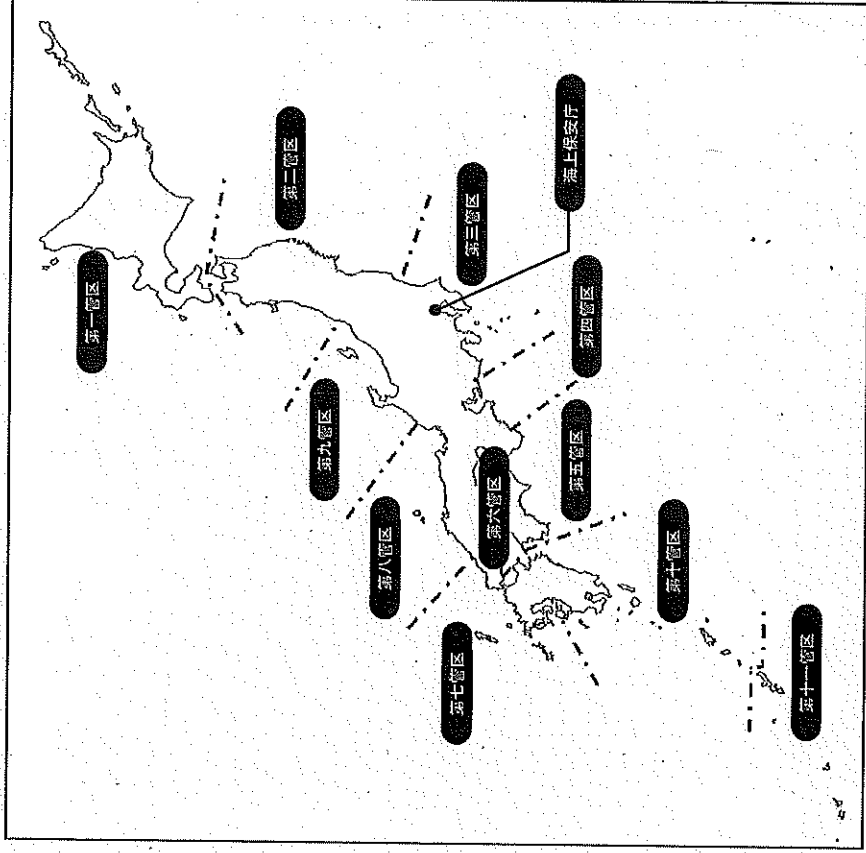 第一管区
第二管区
第三管区
海上保安庁
第四管区
第五管区
第六管区
第七管区
第八管区
第九管区
第十管区
第十一管区